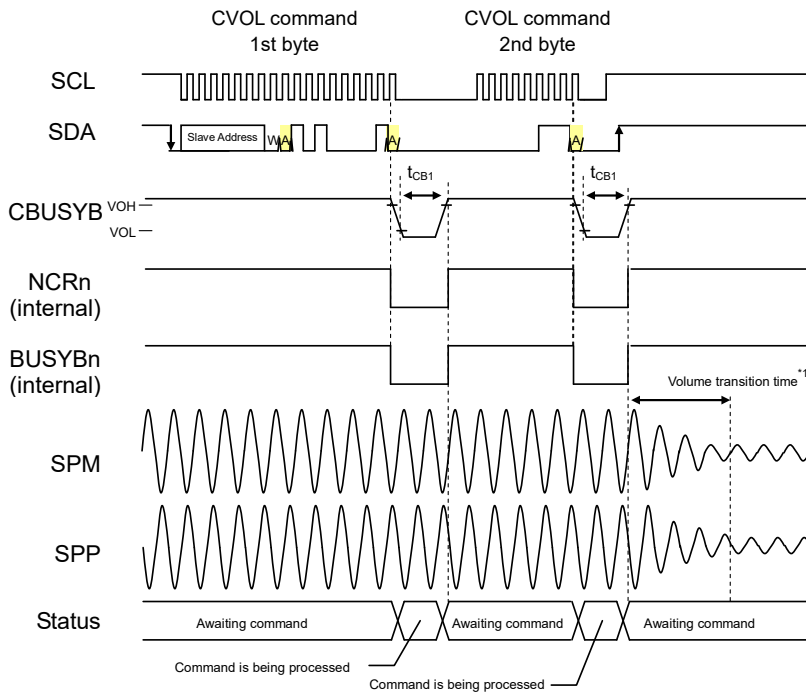 CVOL command
1st byte
CVOL command
2nd byte
SCL
SDA
Slave Address
W
A
A
A
tCB1
tCB1
CBUSYB
VOH
VOL
NCRn
(internal)
BUSYBn
(internal)
Volume transition time*1
SPM
SPP
Status
Awaiting command
Awaiting command
Awaiting command
Command is being processed
Command is being processed